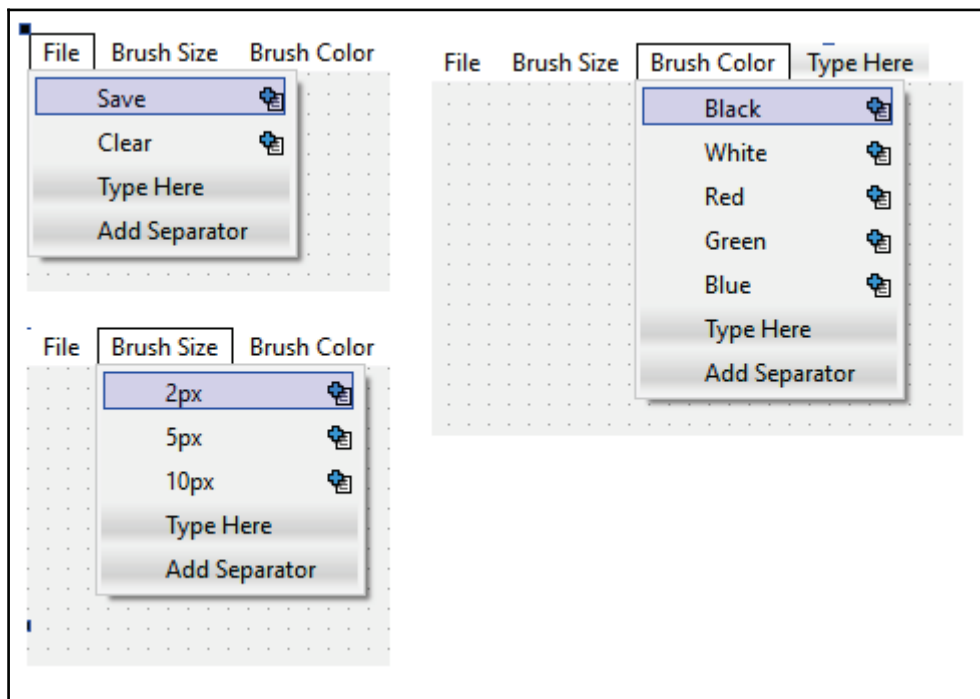 File Brush Size Brush Color
Save
Clear
Type Here
Add Separator
File Brush Size Brush Color Type Here
Black
White
Red
Green
Blue
Type Here
Add Separator
File Brush Size Brush Color
2px
5px
10px
Type Here
Add Separator